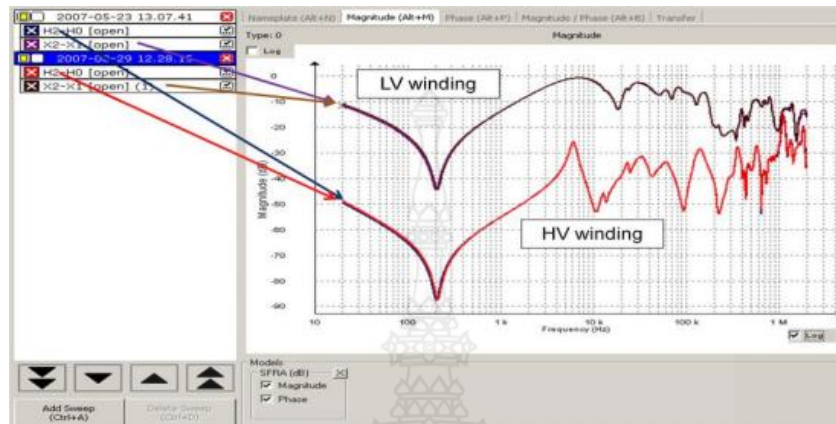 2007-05-23 13.07.41
H2-H0 [open]
X2-X1 [open]
2007-08-29 12.28.15
H2-H0 [open]
X2-X1 [open] (1)
Nameplate (Alt+N) Magnitude (Alt+M) Phase (Alt+P) Magnitude / Phase (Alt+B) Transfer
Type: 0
Magnitude
Log
LV winding
HV winding
Magnitude (dB)
0
-10
-20
-30
-40
-50
-60
-70
-80
-90
10 100 1 k 10 k 100 k 1 M
Frequency (Hz)
Log
Models
SFRA (dB)
Magnitude
Phase
Add Sweep
(Ctrl+A)
Delete Sweep
(Ctrl+D)